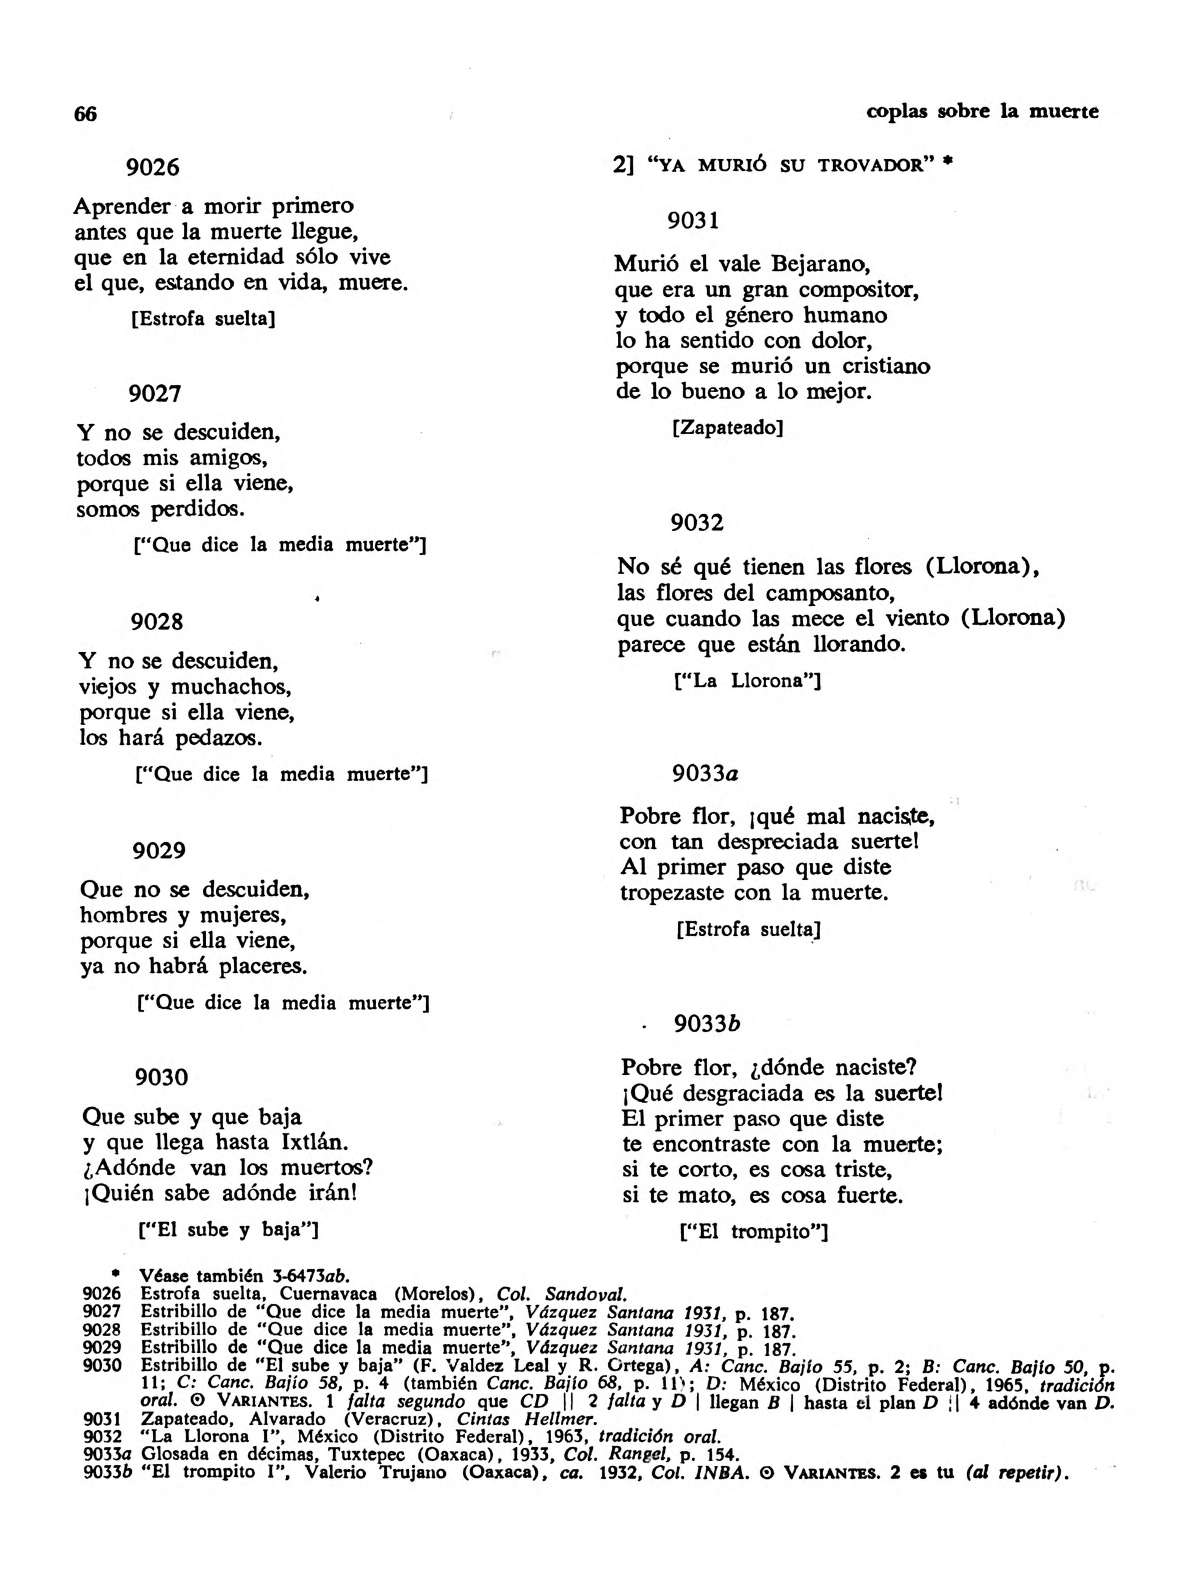 66
coplas sobre la muerte
9026
Aprender a morir primero
antes que la muerte llegue,
que en la eternidad sólo vive
el que, estando en vida, muere.
[Estrofa suelta]
9027
Y no se descuiden,
todos mis amigos,
porque si ella viene,
somos perdidos.
["Que dice la media muerte"]
9028
Y no se descuiden,
viejos y muchachos,
porque si ella viene,
los hará pedazos.
["Que dice la media muerte"]
9029
Que no se descuiden,
hombres y mujeres,
porque si ella viene,
ya no habrá placeres.
["Que dice la media muerte"]
9030
Que sube y que baja
y que llega hasta Ixtlán.
¿Adónde van los muertos?
¡Quién sabe adónde irán!
["El sube y baja"]
2] "YA MURIÓ SU TROVADOR" *
9031
Murió el vale Bejarano,
que era un gran compositor,
y todo el género humano
lo ha sentido con dolor,
porque se murió un cristiano
de lo bueno a lo mejor.
[Zapateado]
9032
No sé qué tienen las flores (Llorona),
las flores del camposanto,
que cuando las mece el viento (Llorona)
parece que están llorando.
["La Llorona"]
9033a
Pobre flor, ¡qué mal naciste,
con tan despreciada suerte!
Al primer paso que diste
tropezaste con la muerte.
[Estrofa suelta]
9033b
Pobre flor, ¿dónde naciste?
¡Qué desgraciada es la suerte!
El primer paso que diste
te encontraste con la muerte;
si te corto, es cosa triste,
si te mato, es cosa fuerte.
["El trompito"]
* Véase también 3-6473ab.
9026 Estrofa suelta, Cuernavaca (Morelos), Col. Sandoval.
9027 Estribillo de "Que dice la media muerte", Vázquez Santana 1931, p. 187.
9028 Estribillo de "Que dice la media muerte", Vázquez Santana 1931, p. 187.
9029 Estribillo de "Que dice la media muerte", Vázquez Santana 1931, p. 187.
9030 Estribillo de "El sube y baja" (F. Valdez Leal y R. Ortega), A: Canc. Bajío 55, p. 2; B: Canc. Bajío 50, p.
11; C: Canc. Bajío 58, p. 4 (también Canc. Bajío 68, p. 11); D: México (Distrito Federal), 1965, tradición
oral. ⊙ VARIANTES. 1 falta segundo que CD || 2 falta y D | llegan B | hasta el plan D || 4 adónde van D.
9031 Zapateado, Alvarado (Veracruz), Cintas Hellmer.
9032 "La Llorona I", México (Distrito Federal), 1963, tradición oral.
9033a Glosada en décimas, Tuxtepec (Oaxaca), 1933, Col. Rangel, p. 154.
9033b "El trompito I", Valerio Trujano (Oaxaca), ca. 1932, Col. INBA. ⊙ VARIANTES. 2 es tu (al repetir).